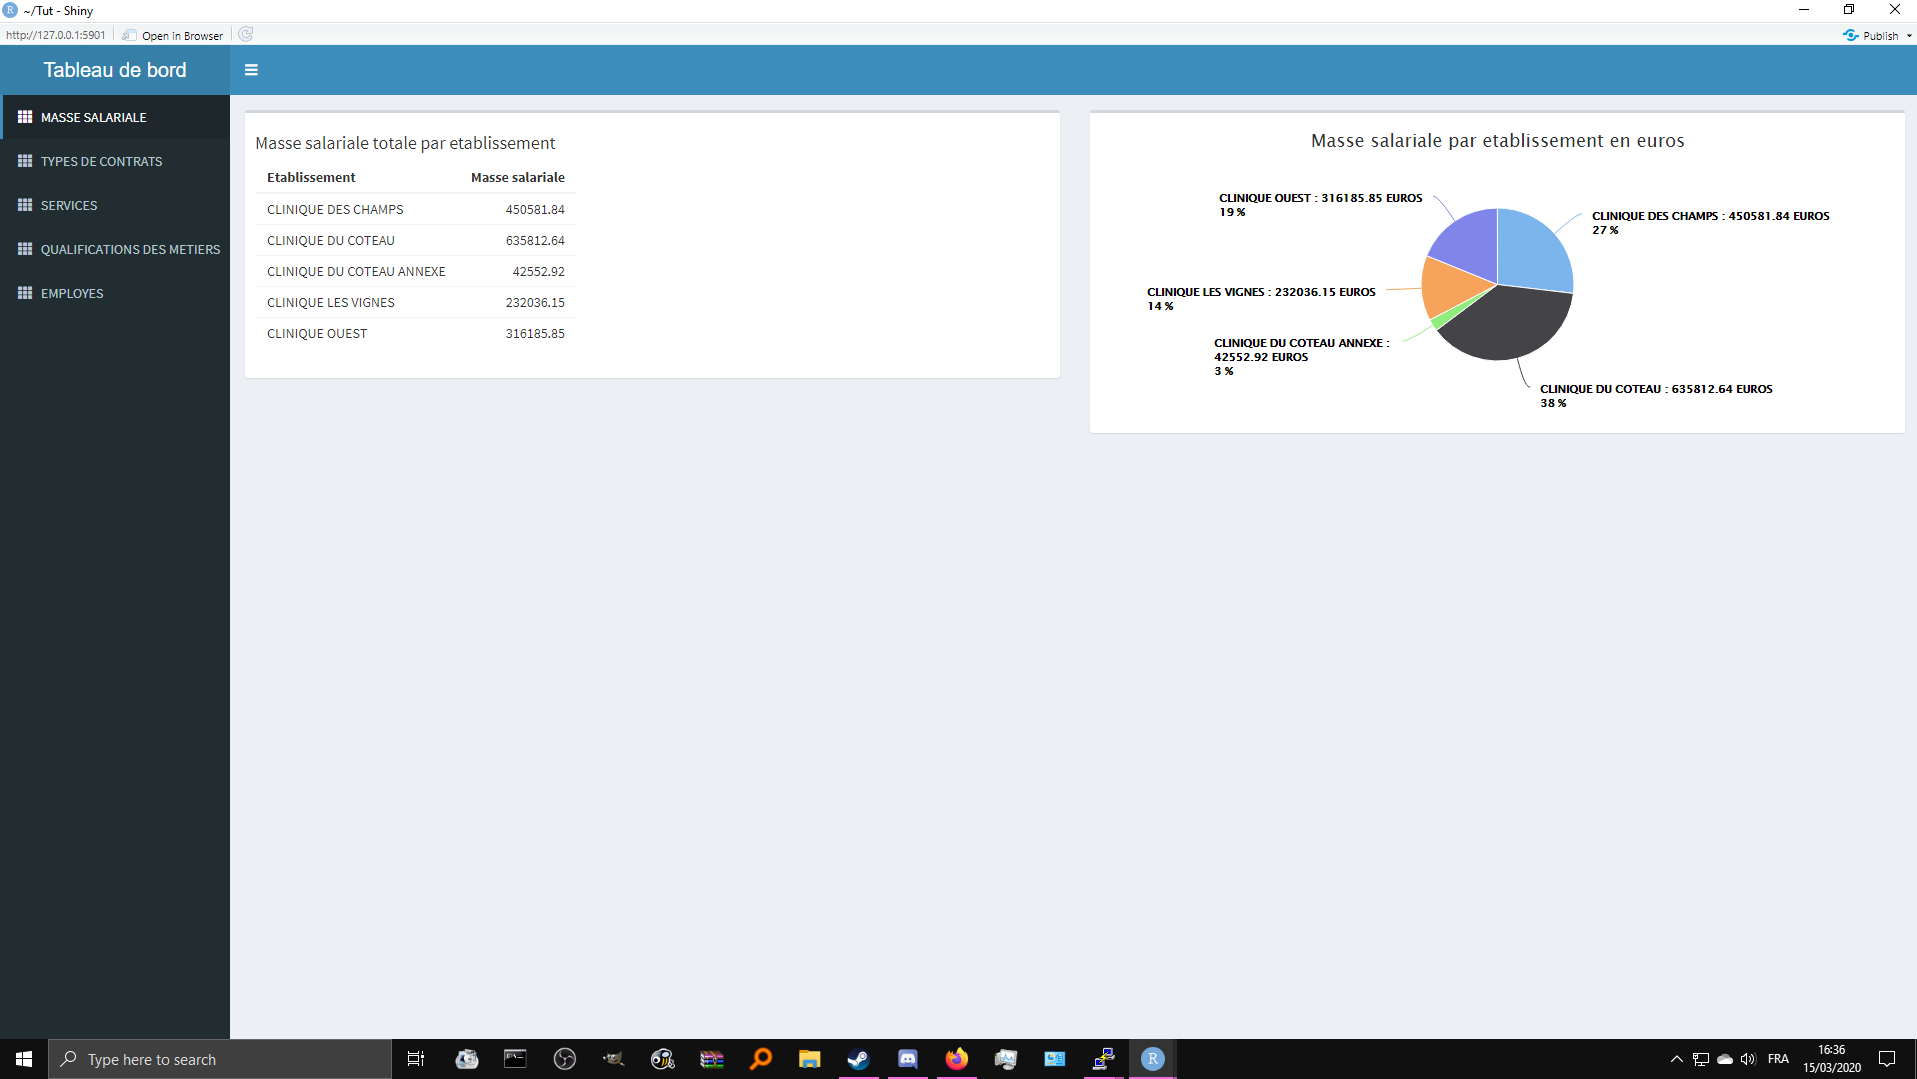 ~/Tut - Shiny
http://127.0.0.1:5901 Open in Browser Publish
Tableau de bord
MASSE SALARIALE
TYPES DE CONTRATS
SERVICES
QUALIFICATIONS DES METIERS
EMPLOYES
Masse salariale totale par etablissement
Etablissement Masse salariale
CLINIQUE DES CHAMPS 450581.84
CLINIQUE DU COTEAU 635812.64
CLINIQUE DU COTEAU ANNEXE 42552.92
CLINIQUE LES VIGNES 232036.15
CLINIQUE OUEST 316185.85
Masse salariale par etablissement en euros
CLINIQUE OUEST : 316185.85 EUROS
19 %
CLINIQUE DES CHAMPS : 450581.84 EUROS
27 %
CLINIQUE LES VIGNES : 232036.15 EUROS
14 %
CLINIQUE DU COTEAU ANNEXE :
42552.92 EUROS
3 %
CLINIQUE DU COTEAU : 635812.64 EUROS
38 %
Type here to search
R
FRA
16:36
15/03/2020